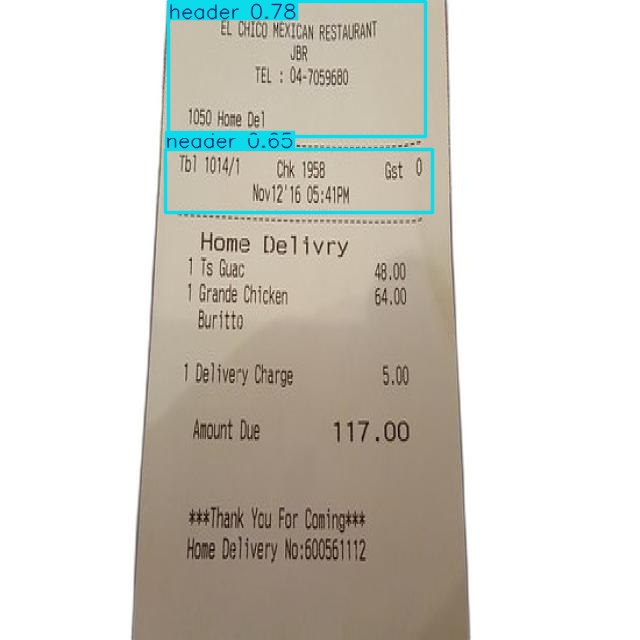 header 0.78
EL CHICO MEXICAN RESTAURANT
JBR
TEL : 04-7059680
1050 Home Del
header 0.65
Tbl 1014/1 Chk 1958 Gst 0
Nov12'16 05:41PM
Home Delivry
1 Ts Guac 48.00
1 Grande Chicken 64.00
Buritto
1 Delivery Charge 5.00
Amount Due 117.00
***Thank You For Coming***
Home Delivery No:600561112